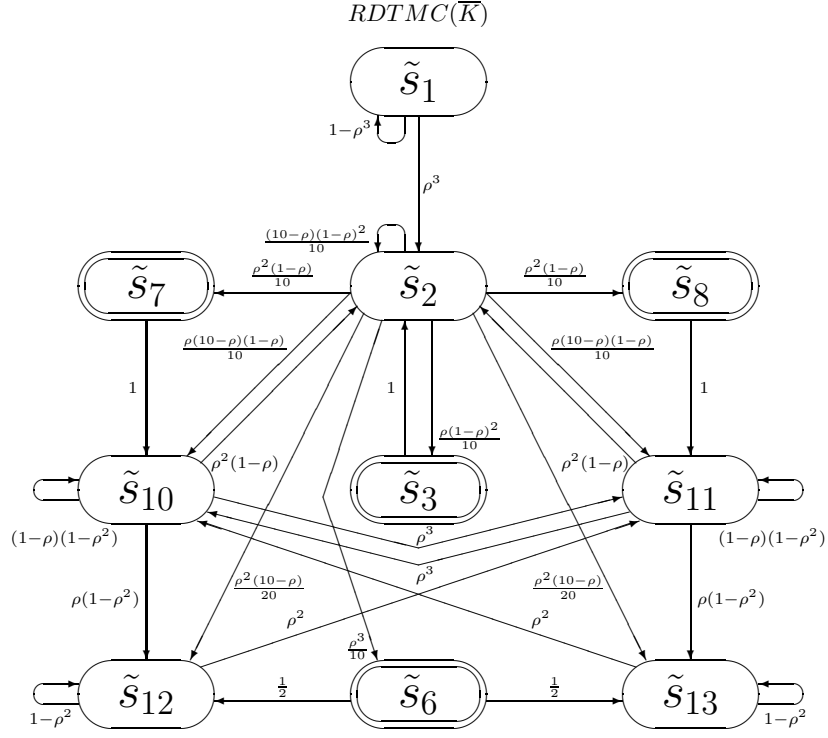 RDTMC(K̅)
s̃₁
1−ρ³
ρ³
(10−ρ)(1−ρ)²/10
s̃₇
ρ²(1−ρ)/10
s̃₂
ρ²(1−ρ)/10
s̃₈
ρ(10−ρ)(1−ρ)/10
ρ(10−ρ)(1−ρ)/10
1
1
1
ρ(1−ρ)²/10
ρ²(1−ρ)
ρ²(1−ρ)
s̃₁₀
s̃₃
s̃₁₁
(1−ρ)(1−ρ²)
ρ³
(1−ρ)(1−ρ²)
ρ³
ρ²(10−ρ)/20
ρ²(10−ρ)/20
ρ(1−ρ²)
ρ(1−ρ²)
ρ²
ρ²
ρ³/10
s̃₁₂
1/2
s̃₆
1/2
s̃₁₃
1−ρ²
1−ρ²